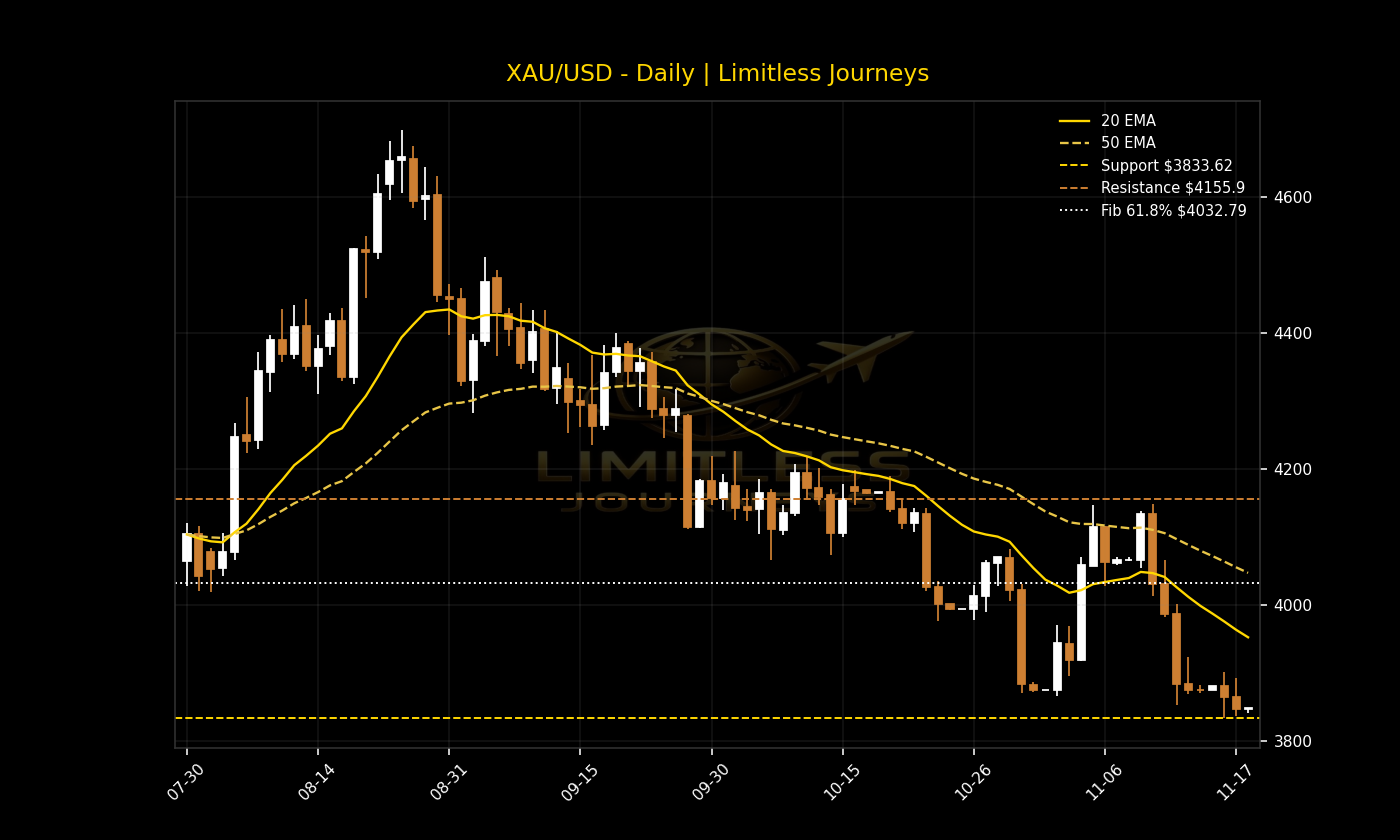 XAU/USD - Daily | Limitless Journeys
20 EMA
50 EMA
Support $3833.62
Resistance $4155.9
Fib 61.8% $4032.79
4600
4400
4200
4000
3800
LIMITLESS
JOURNEYS
07-30
08-14
08-31
09-15
09-30
10-15
10-26
11-06
11-17